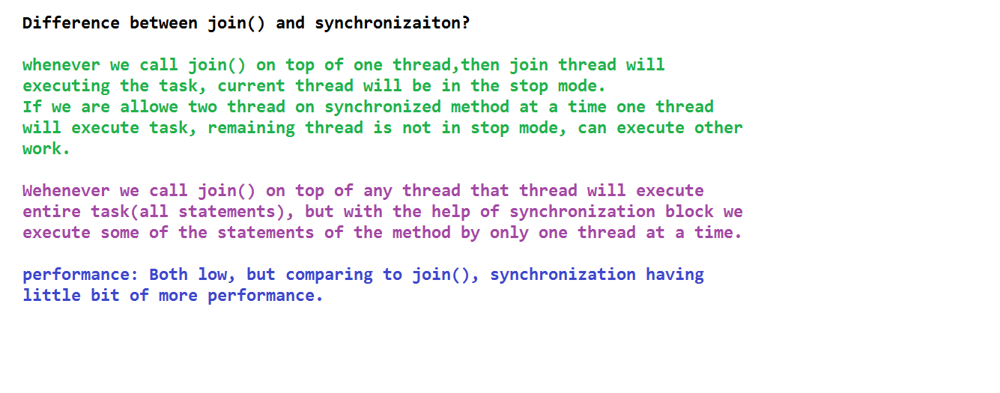 Difference between join() and synchronizaiton?
whenever we call join() on top of one thread,then join thread will
executing the task, current thread will be in the stop mode.
If we are allowe two thread on synchronized method at a time one thread
will execute task, remaining thread is not in stop mode, can execute other
work.
Wehenever we call join() on top of any thread that thread will execute
entire task(all statements), but with the help of synchronization block we
execute some of the statements of the method by only one thread at a time.
performance: Both low, but comparing to join(), synchronization having
little bit of more performance.